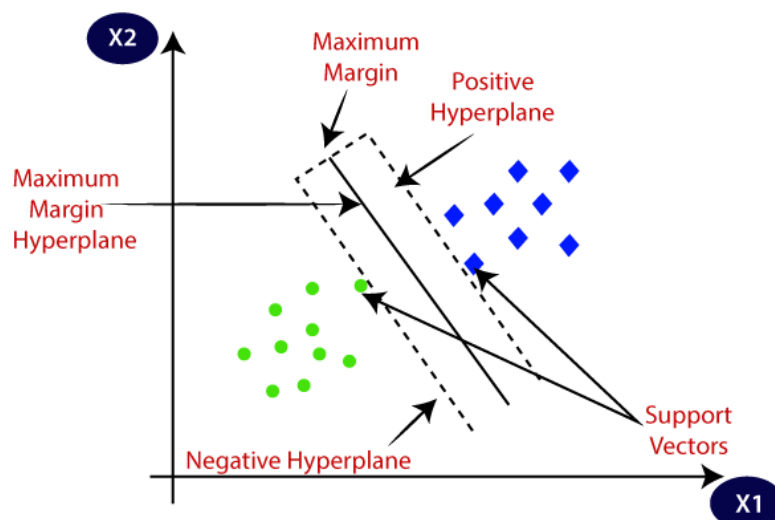 X2
Maximum
Margin
Positive
Hyperplane
Maximum
Margin
Hyperplane
Support
Vectors
Negative Hyperplane
X1